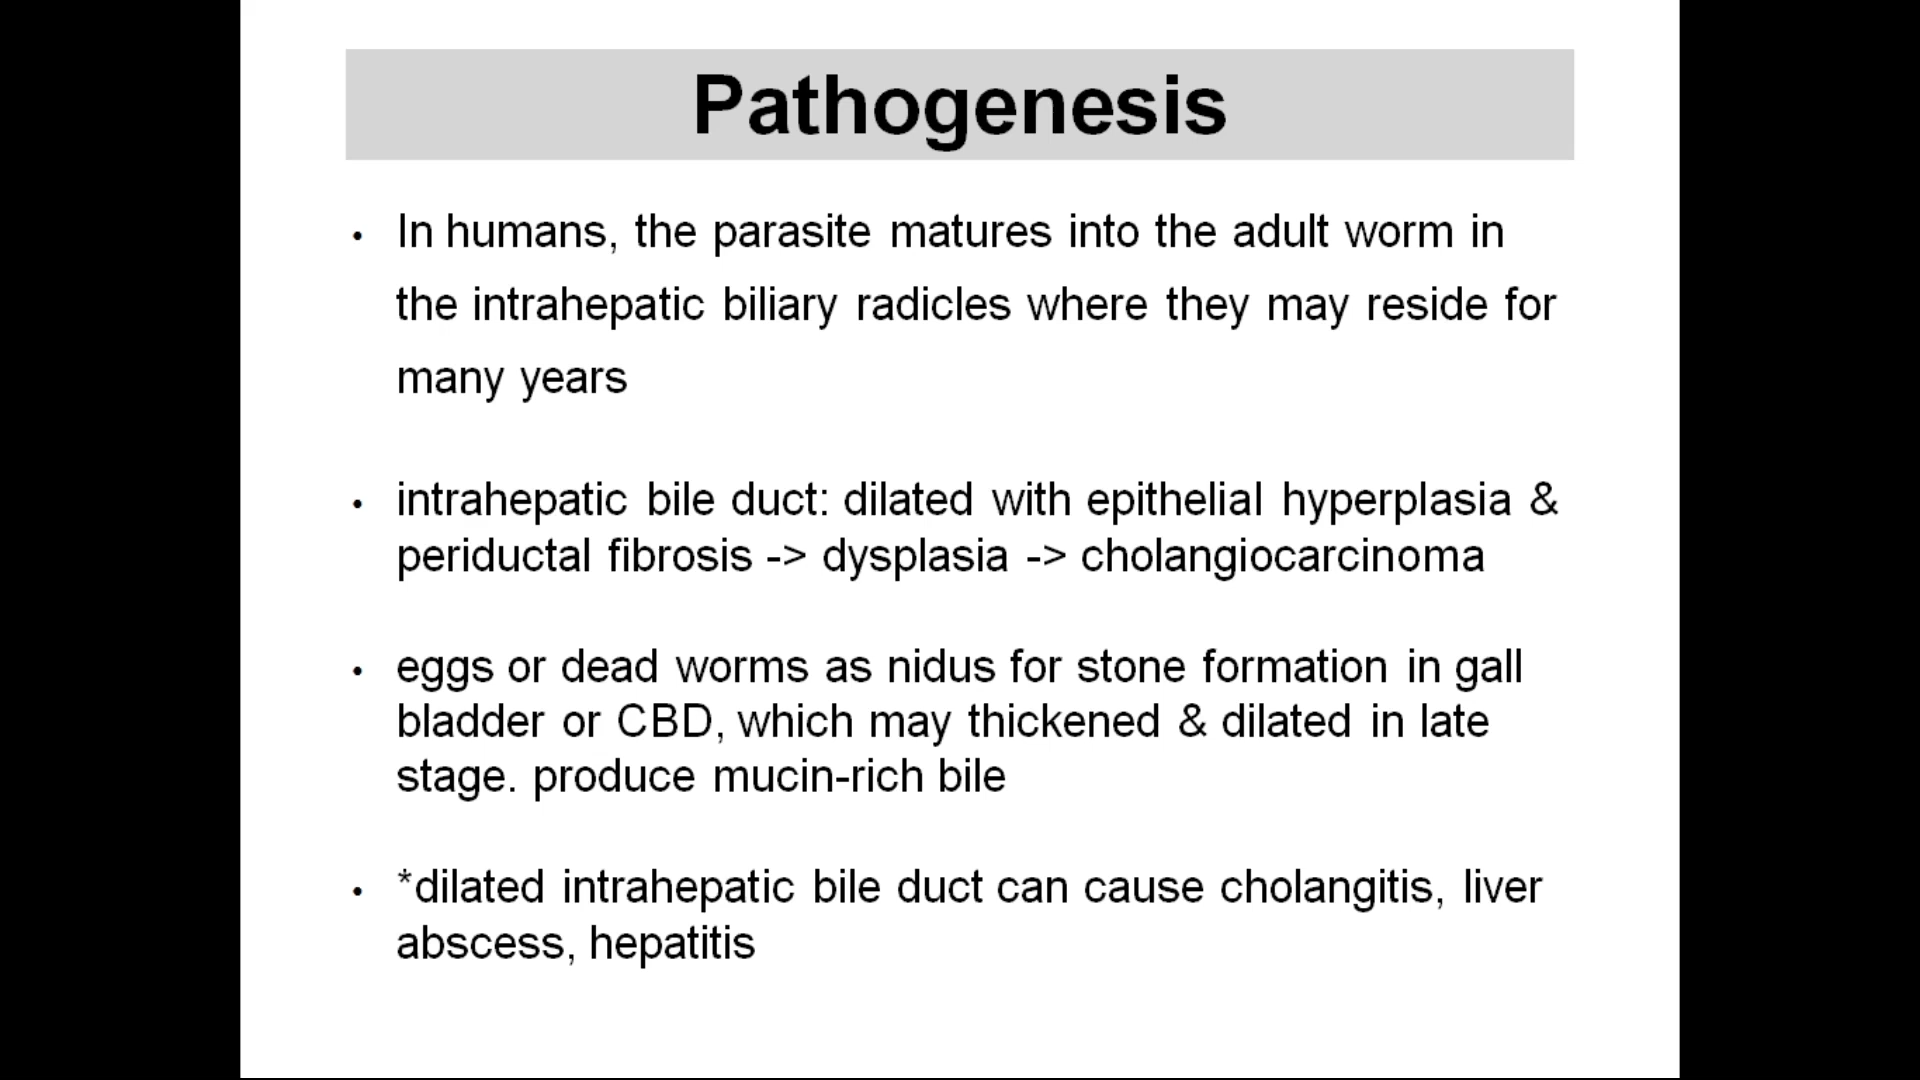 Pathogenesis
• In humans, the parasite matures into the adult worm in
the intrahepatic biliary radicles where they may reside for
many years
• intrahepatic bile duct: dilated with epithelial hyperplasia &
periductal fibrosis -> dysplasia -> cholangiocarcinoma
• eggs or dead worms as nidus for stone formation in gall
bladder or CBD, which may thickened & dilated in late
stage. produce mucin-rich bile
• *dilated intrahepatic bile duct can cause cholangitis, liver
abscess, hepatitis